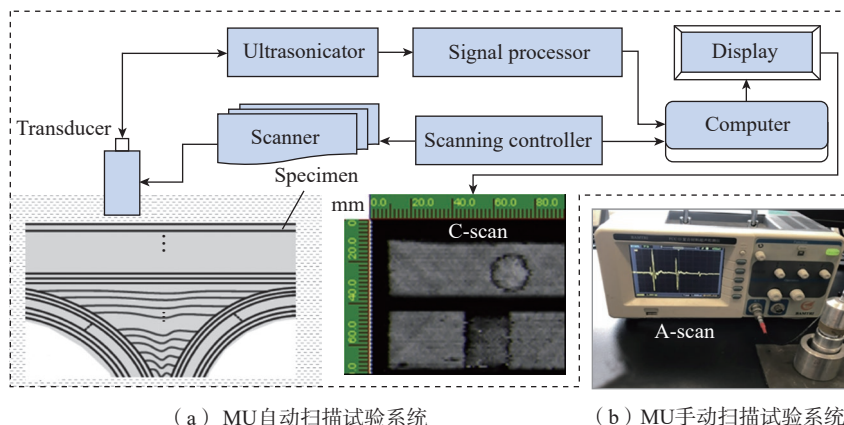 Ultrasonicator
Signal processor
Display
Transducer
Scanner
Scanning controller
Computer
Specimen
mm
0.0
20.0
40.0
60.0
80.0
C-scan
20.0
40.0
60.0
A-scan
(a) MU自动扫描试验系统
(b) MU手动扫描试验系统